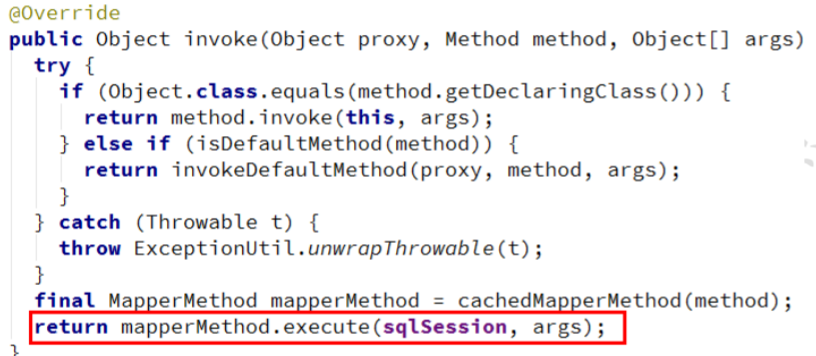 @Override
public Object invoke(Object proxy, Method method, Object[] args)
  try {
    if (Object.class.equals(method.getDeclaringClass())) {
      return method.invoke(this, args);
    } else if (isDefaultMethod(method)) {
      return invokeDefaultMethod(proxy, method, args);
    }
  } catch (Throwable t) {
    throw ExceptionUtil.unwrapThrowable(t);
  }
  final MapperMethod mapperMethod = cachedMapperMethod(method);
  return mapperMethod.execute(sqlSession, args);
}